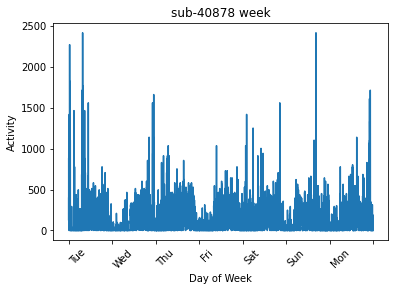 sub-40878 week
2500
2000
1500
1000
500
0
Activity
Tue
Wed
Thu
Fri
Sat
Sun
Mon
Day of Week